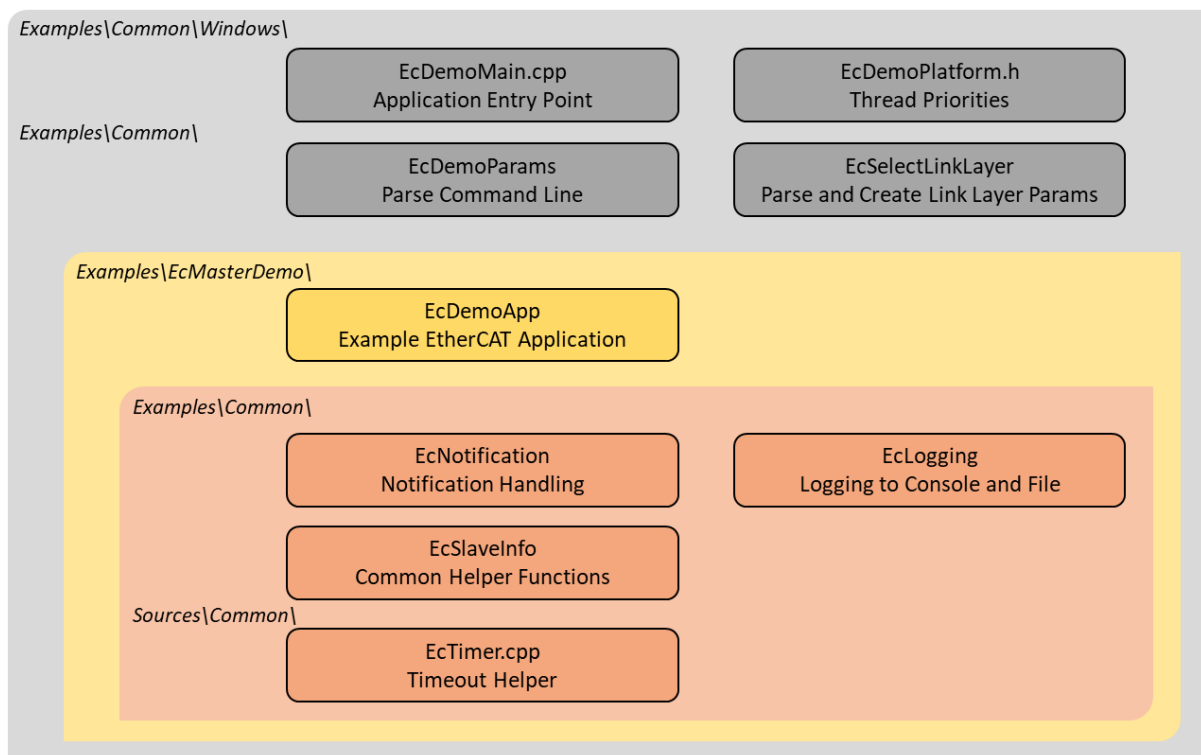 Examples\Common\Windows\
EcDemoMain.cpp
Application Entry Point
EcDemoPlatform.h
Thread Priorities
Examples\Common\
EcDemoParams
Parse Command Line
EcSelectLinkLayer
Parse and Create Link Layer Params
Examples\EcMasterDemo\
EcDemoApp
Example EtherCAT Application
Examples\Common\
EcNotification
Notification Handling
EcLogging
Logging to Console and File
EcSlaveInfo
Common Helper Functions
Sources\Common\
EcTimer.cpp
Timeout Helper